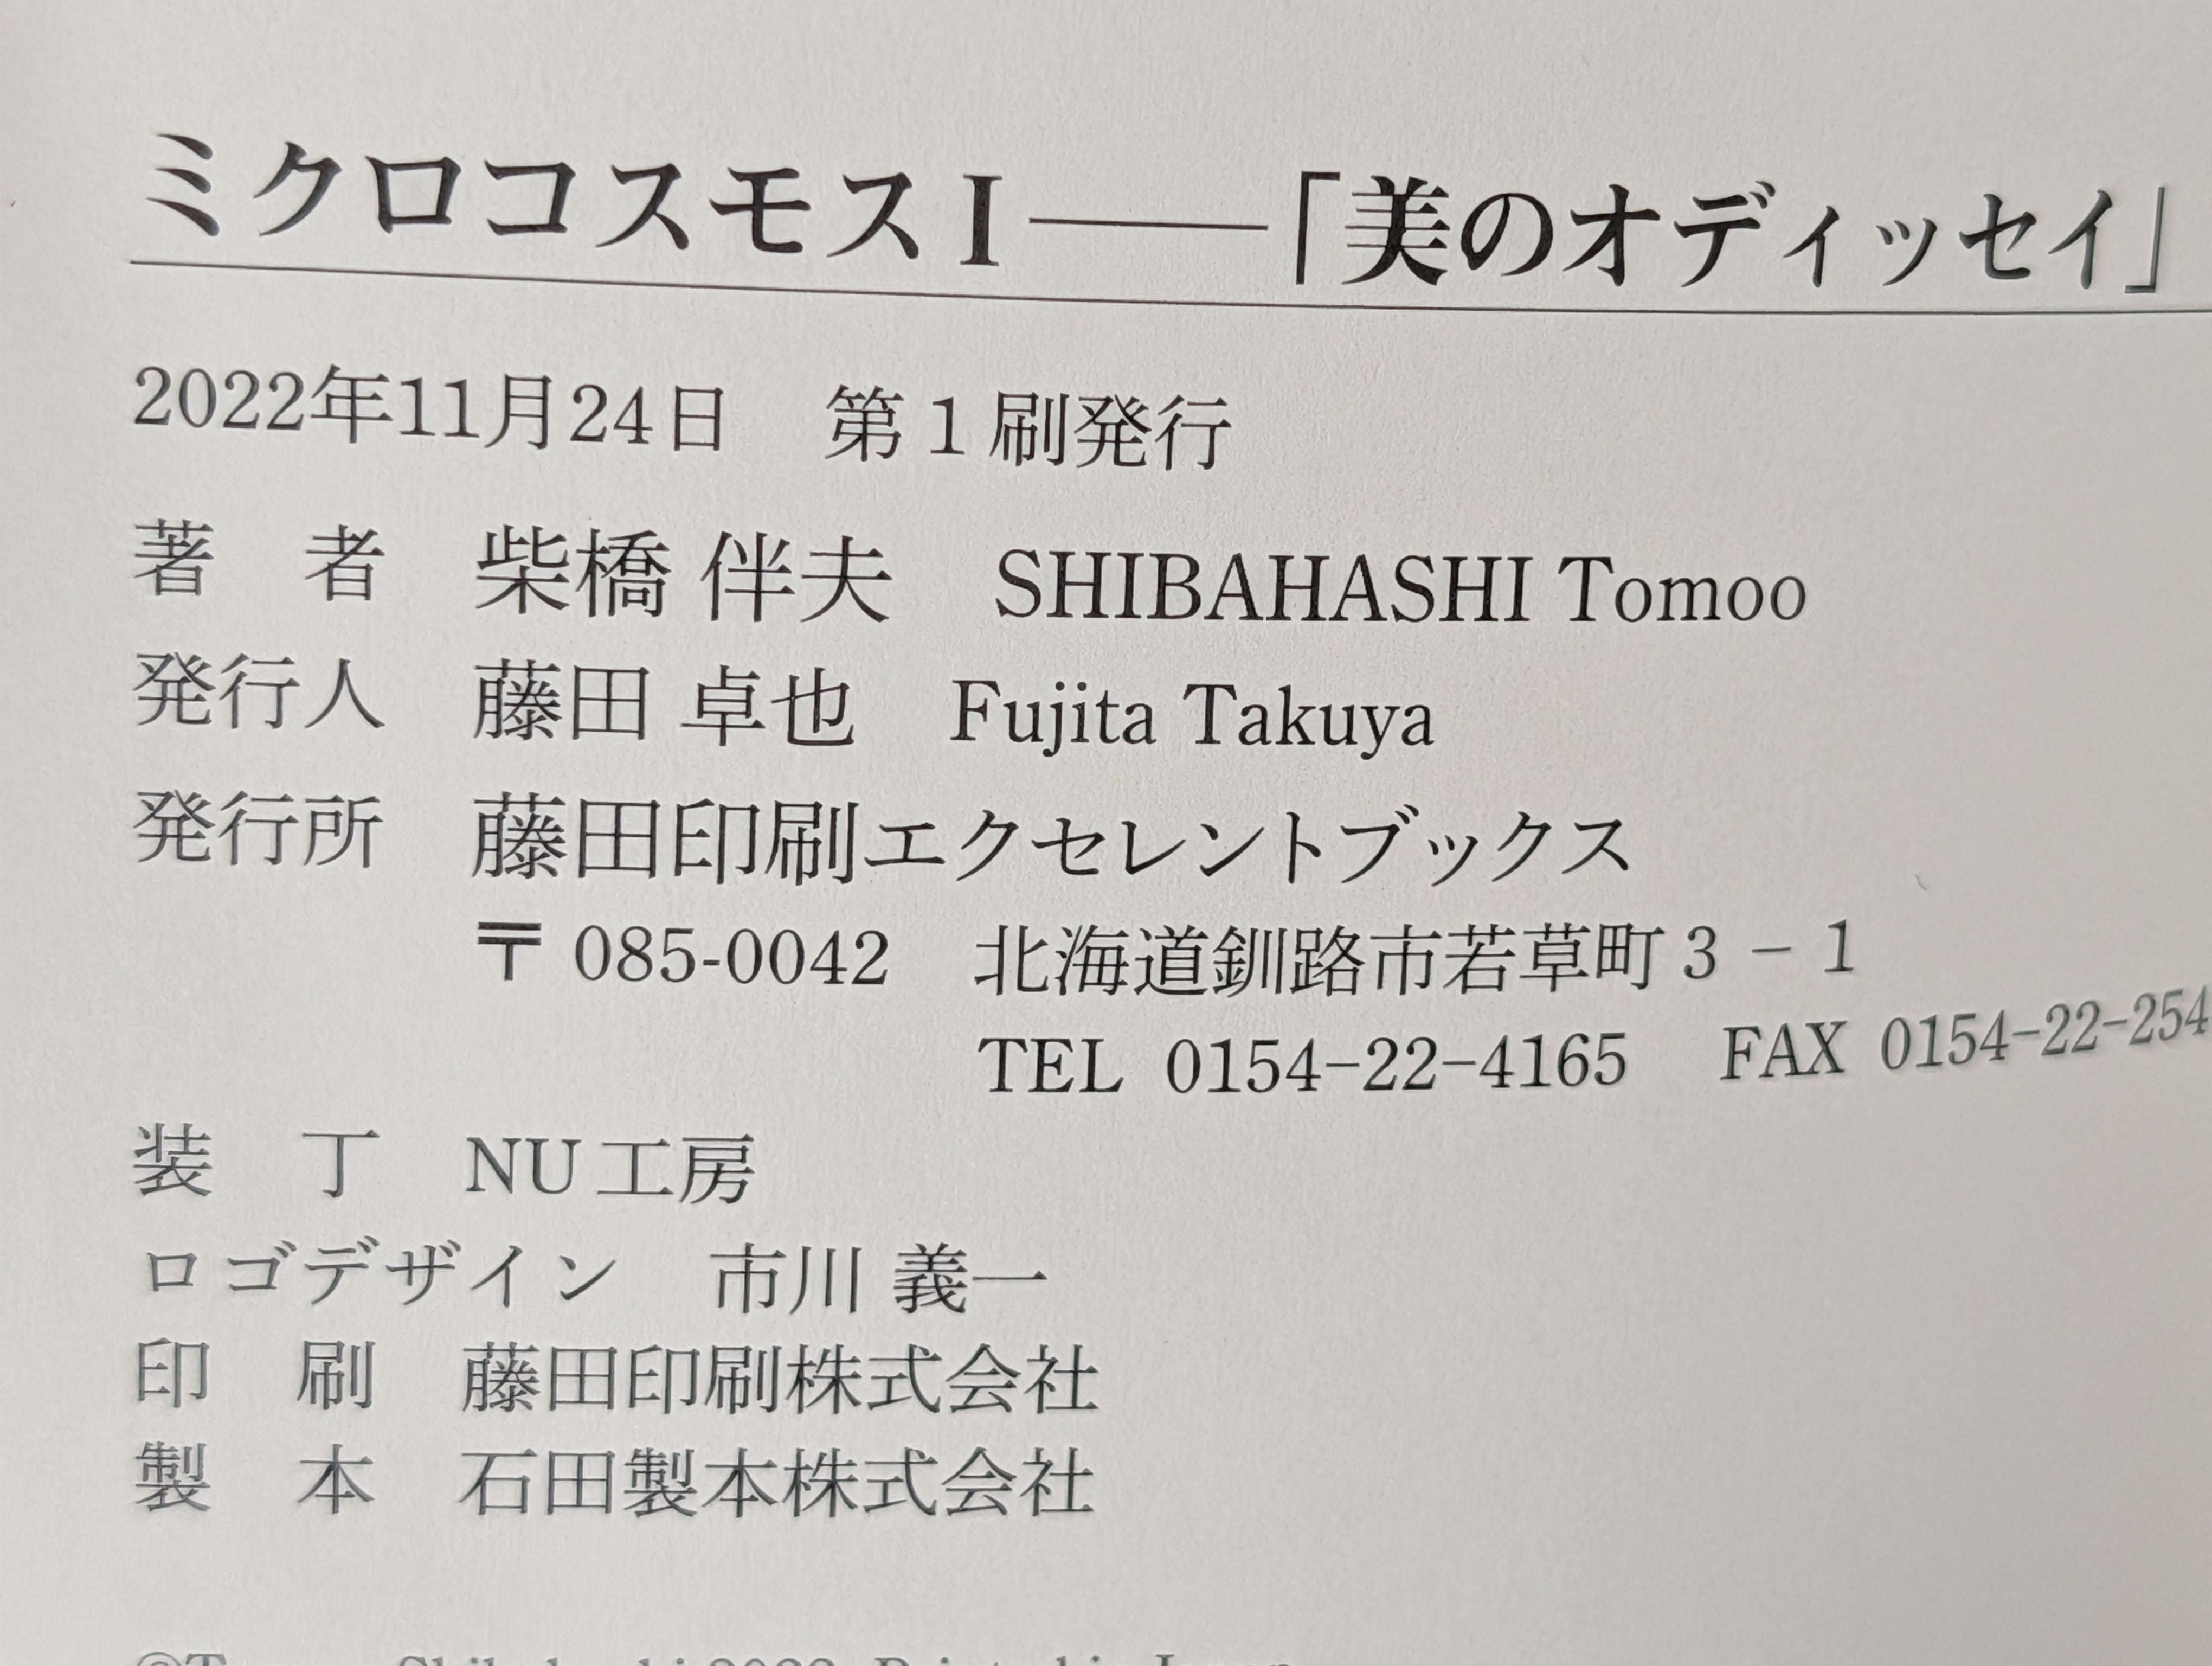 ミクロコスモスⅠ――「美のオディッセイ」
2022年11月24日　第1刷発行
著　者　柴橋 伴夫　SHIBAHASHI Tomoo
発行人　藤田 卓也　Fujita Takuya
発行所　藤田印刷エクセレントブックス
〒085-0042　北海道釧路市若草町3－1
TEL 0154-22-4165　FAX 0154-22-254
装　丁　NU工房
ロゴデザイン　市川 義一
印　刷　藤田印刷株式会社
製　本　石田製本株式会社